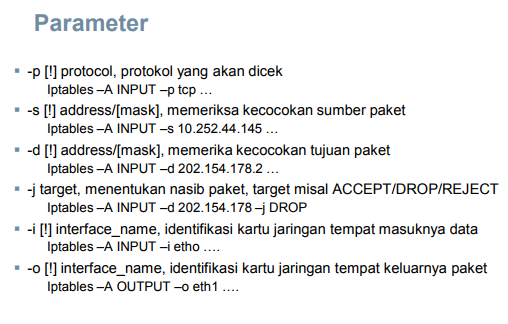 Parameter
-p [!] protocol, protokol yang akan dicek
Iptables –A INPUT –p tcp …
-s [!] address/[mask], memeriksa kecocokan sumber paket
Iptables –A INPUT –s 10.252.44.145 …
-d [!] address/[mask], memerika kecocokan tujuan paket
Iptables –A INPUT –d 202.154.178.2 …
-j target, menentukan nasib paket, target misal ACCEPT/DROP/REJECT
Iptables –A INPUT –d 202.154.178 –j DROP
-i [!] interface_name, identifikasi kartu jaringan tempat masuknya data
Iptables –A INPUT –i etho ….
-o [!] interface_name, identifikasi kartu jaringan tempat keluarnya paket
Iptables –A OUTPUT –o eth1 ….